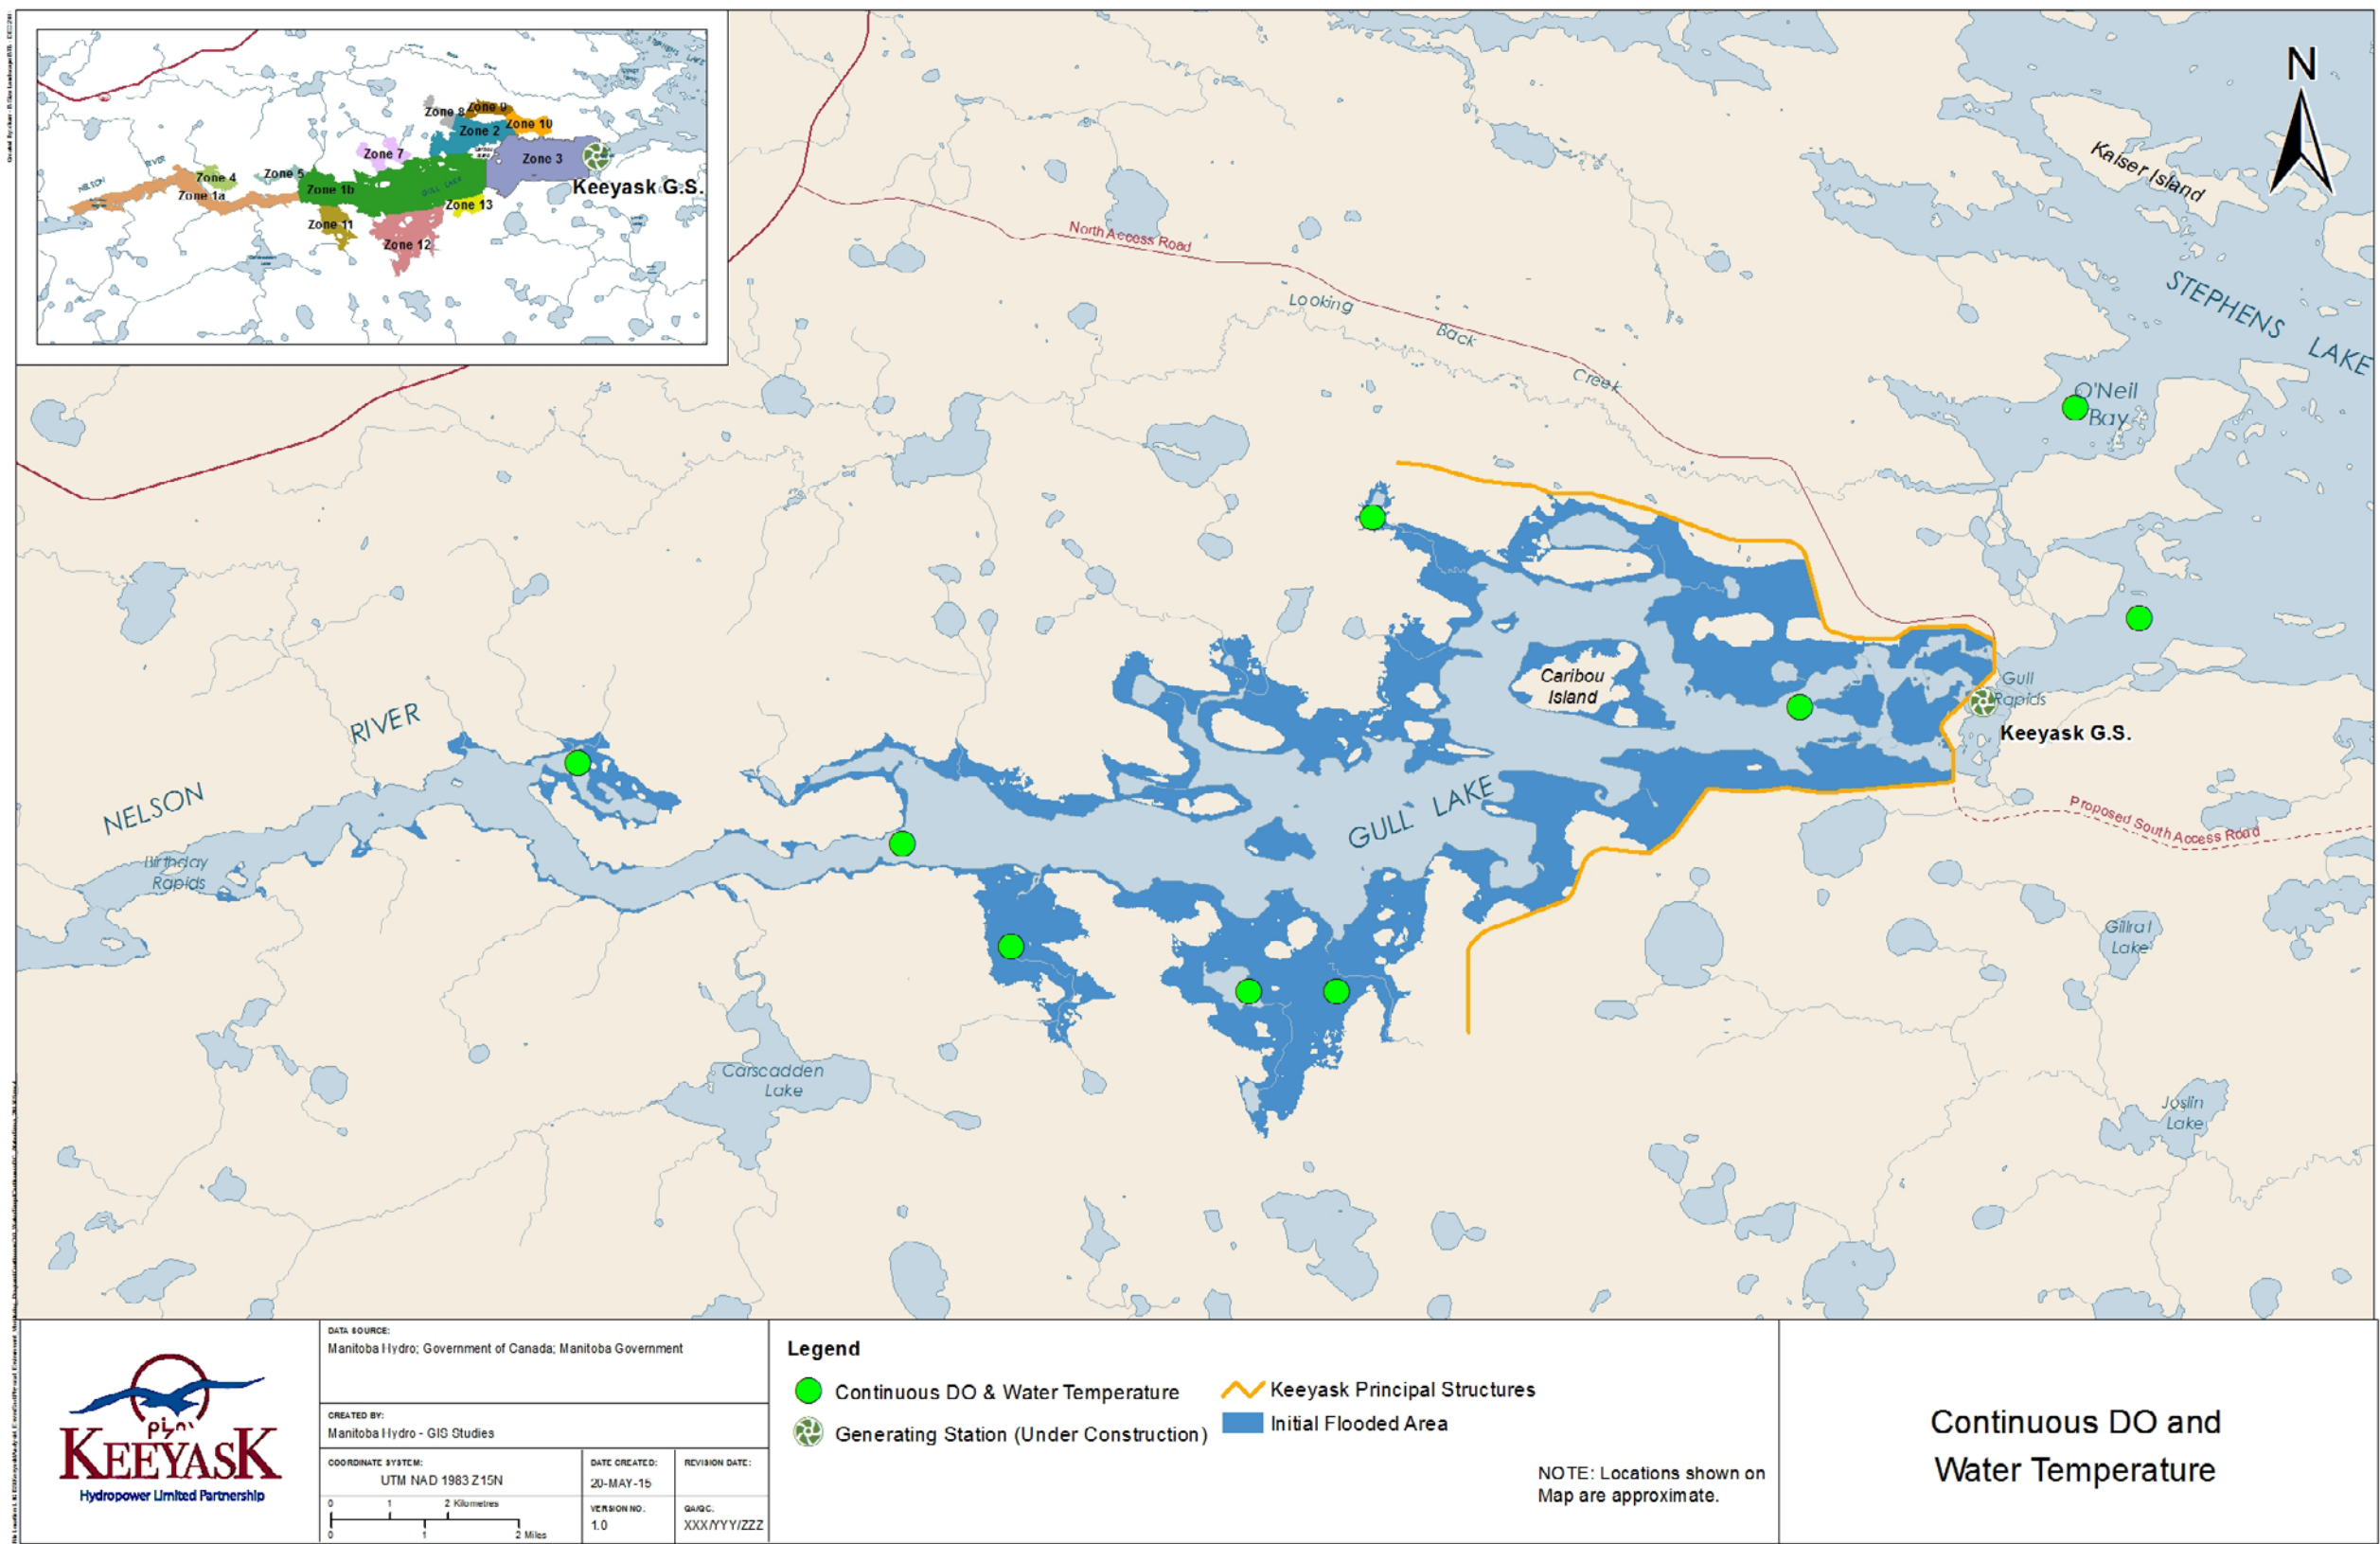 Zone 8
Zone 9
Zone 2
Zone 10
Zone 7
Zone 3
Zone 4
Zone 5
RIVER
NELSON
Zone 1a
Zone 1b
GULL LAKE
Keeyask G.S.
Zone 13
Zone 11
Zone 12
N
Kaiser Island
North Access Road
Looking
Back
Creek
STEPHENS
LAKE
O'Neil
Bay
Caribou
Island
Gull
Rapids
Keeyask G.S.
RIVER
NELSON
Birthday
Rapids
GULL LAKE
Proposed South Access Road
Gillrat
Lake
Carscadden
Lake
Joslin
Lake
KEEYASK
Hydropower Limited Partnership
DATA SOURCE:
Manitoba Hydro; Government of Canada; Manitoba Government
CREATED BY:
Manitoba Hydro - GIS Studies
COORDINATE SYSTEM:
UTM NAD 1983 Z15N
DATE CREATED:
20-MAY-15
REVISION DATE:
0 1 2 Kilometres
0 1 2 Miles
VERSION NO:
1.0
QA/QC:
XXX/YYY/ZZZ
Legend
Continuous DO & Water Temperature
Generating Station (Under Construction)
Keeyask Principal Structures
Initial Flooded Area
NOTE: Locations shown on
Map are approximate.
Continuous DO and
Water Temperature